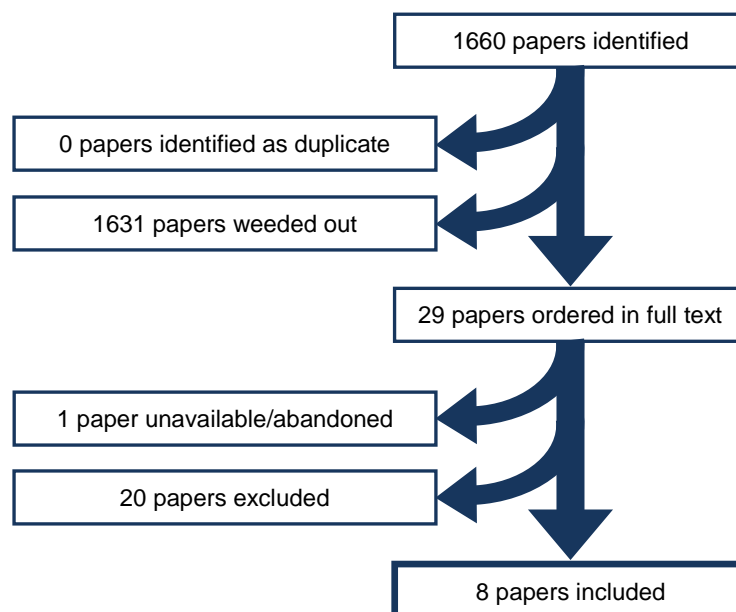 1660 papers identified
0 papers identified as duplicate
1631 papers weeded out
29 papers ordered in full text
1 paper unavailable/abandoned
20 papers excluded
8 papers included